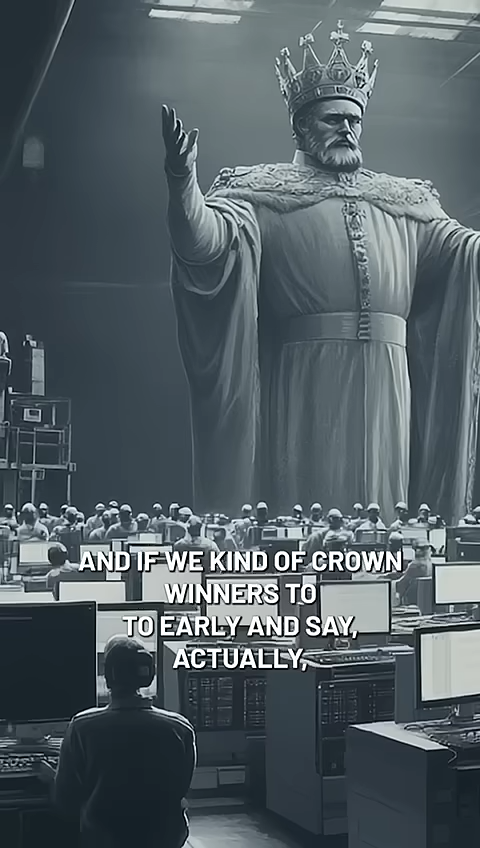 AND IF WE KIND OF CROWN
WINNERS TO
TO EARLY AND SAY,
ACTUALLY,